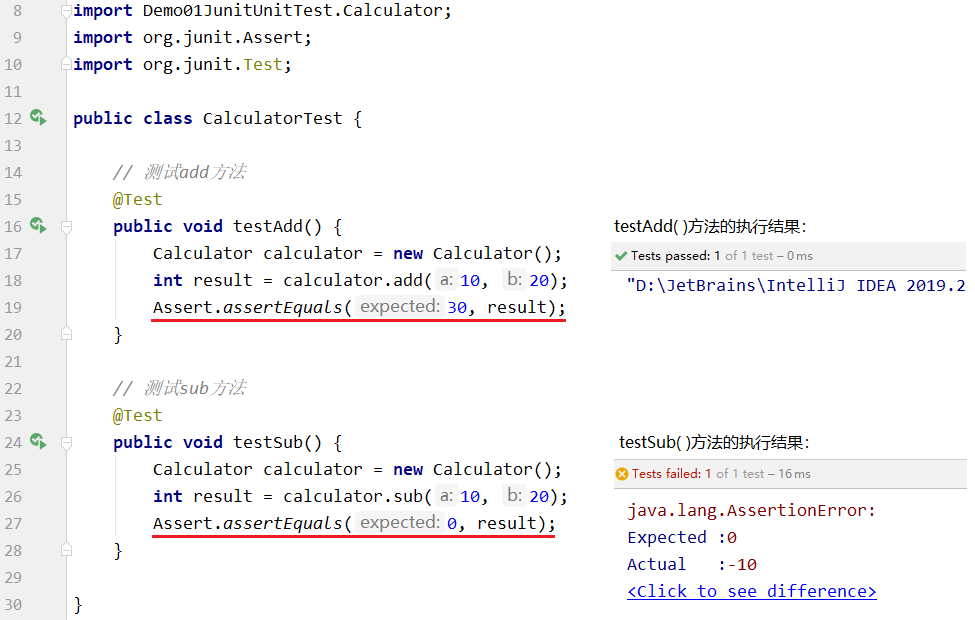 8 import Demo01JunitUnitTest.Calculator;
9 import org.junit.Assert;
10 import org.junit.Test;
11
12 public class CalculatorTest {
13
14 // 测试add方法
15 @Test
16 public void testAdd() {
17 Calculator calculator = new Calculator();
18 int result = calculator.add( a: 10, b: 20);
19 Assert.assertEquals( expected: 30, result);
20 }
21
22 // 测试sub方法
23 @Test
24 public void testSub() {
25 Calculator calculator = new Calculator();
26 int result = calculator.sub( a: 10, b: 20);
27 Assert.assertEquals( expected: 0, result);
28 }
29
30 }
testAdd( )方法的执行结果：
Tests passed: 1 of 1 test – 0 ms
"D:\JetBrains\IntelliJ IDEA 2019.2
testSub( )方法的执行结果：
Tests failed: 1 of 1 test – 16 ms
java.lang.AssertionError:
Expected :0
Actual   :-10
<Click to see difference>